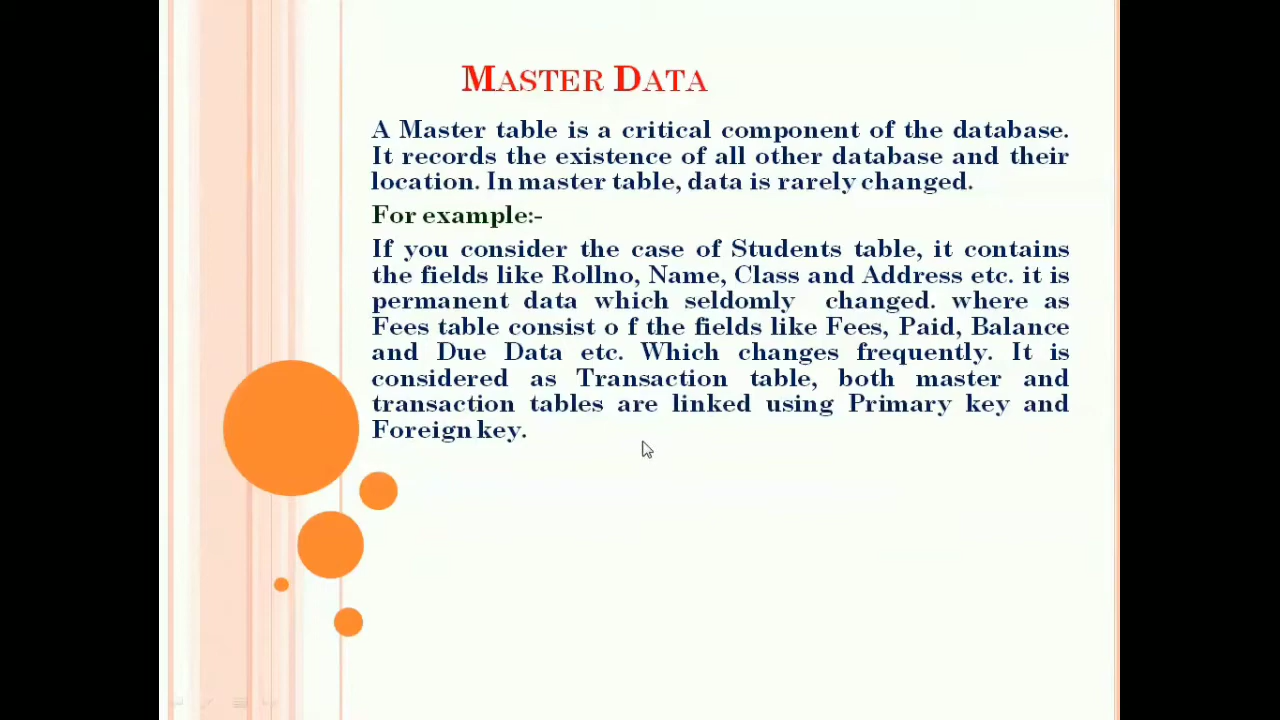 MASTER DATA
A Master table is a critical component of the database.
It records the existence of all other database and their
location. In master table, data is rarely changed.
For example:-
If you consider the case of Students table, it contains
the fields like Rollno, Name, Class and Address etc. it is
permanent data which seldomly changed. where as
Fees table consist o f the fields like Fees, Paid, Balance
and Due Data etc. Which changes frequently. It is
considered as Transaction table, both master and
transaction tables are linked using Primary key and
Foreign key.